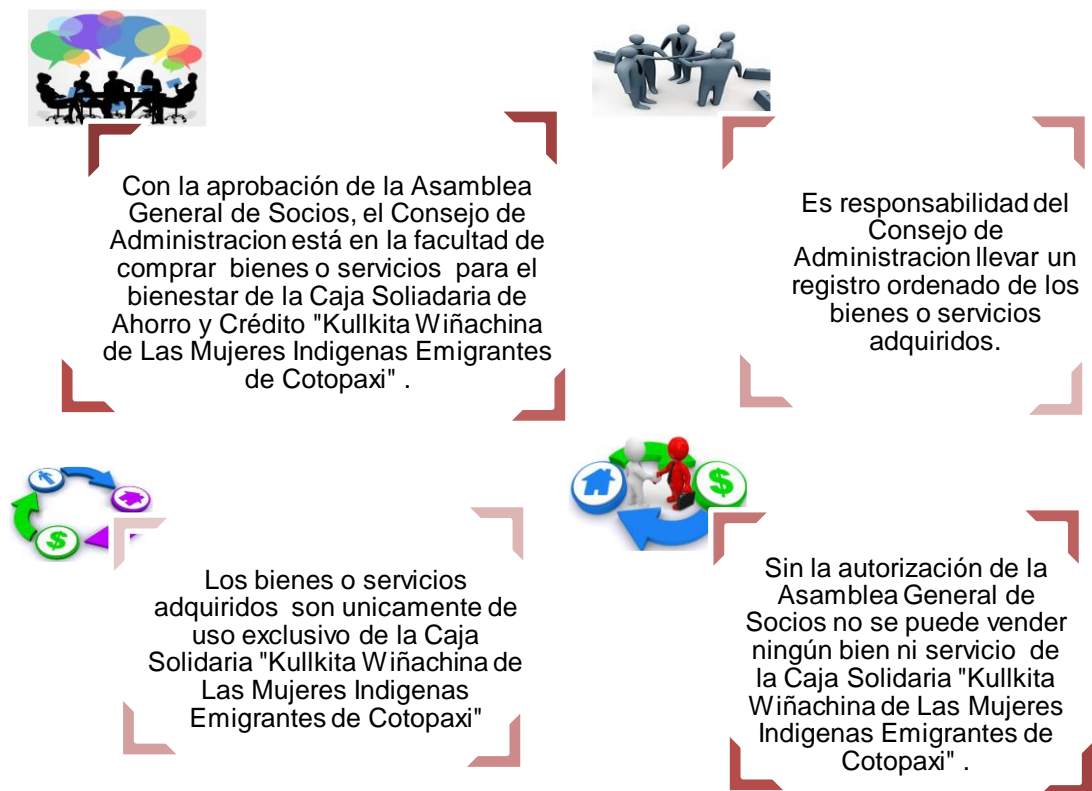 Con la aprobación de la Asamblea
General de Socios, el Consejo de
Administracion está en la facultad de
comprar bienes o servicios para el
bienestar de la Caja Soliadaria de
Ahorro y Crédito "Kullkita Wiñachina
de Las Mujeres Indigenas Emigrantes
de Cotopaxi" .
Es responsabilidad del
Consejo de
Administracion llevar un
registro ordenado de los
bienes o servicios
adquiridos.
$
Los bienes o servicios
adquiridos son unicamente de
uso exclusivo de la Caja
Solidaria "Kullkita Wiñachina de
Las Mujeres Indigenas
Emigrantes de Cotopaxi"
$
Sin la autorización de la
Asamblea General de
Socios no se puede vender
ningún bien ni servicio de
la Caja Solidaria "Kullkita
Wiñachina de Las Mujeres
Indigenas Emigrantes de
Cotopaxi" .